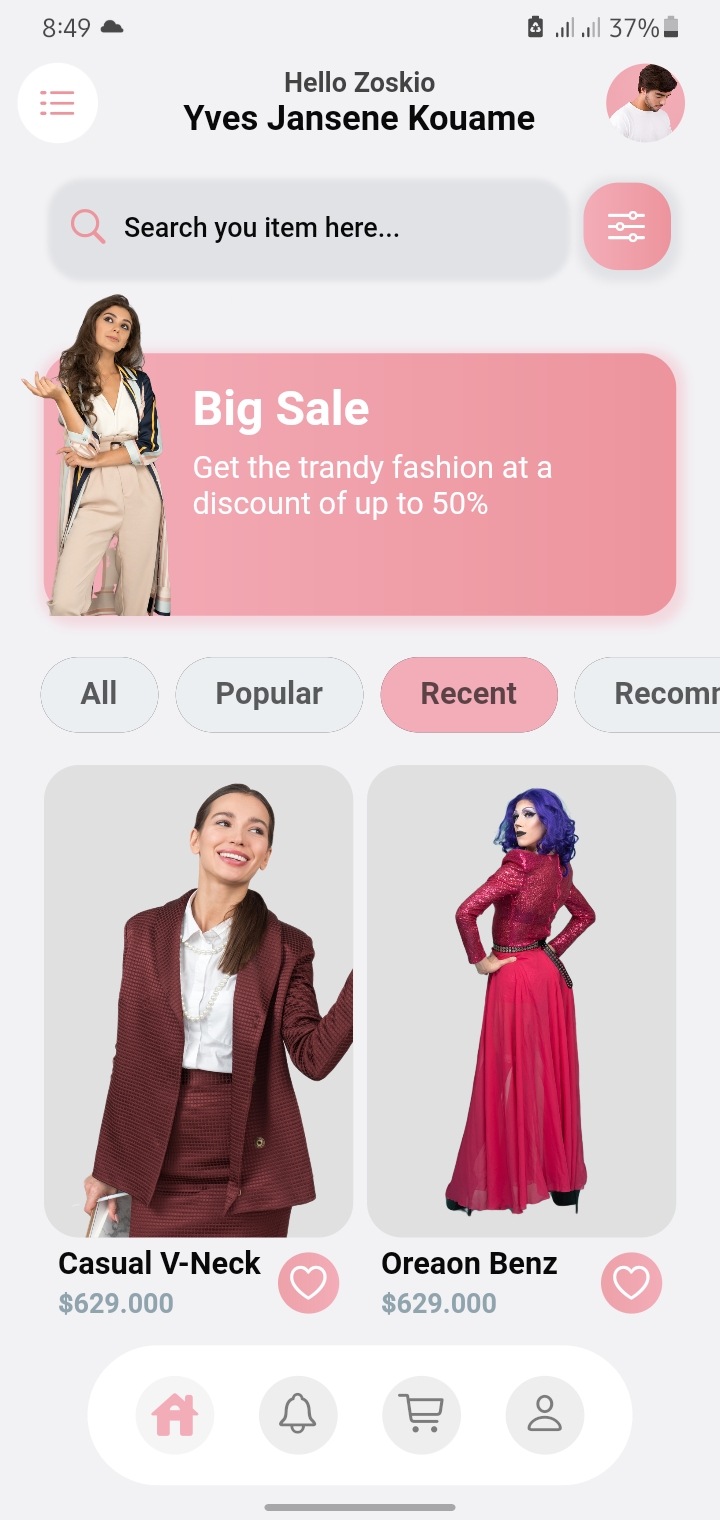 8:49
37%
Hello Zoskio
Yves Jansene Kouame
Search you item here...
Big Sale
Get the trandy fashion at a
discount of up to 50%
All Popular Recent Recomm
Casual V-Neck Oreaon Benz
$629.000 $629.000